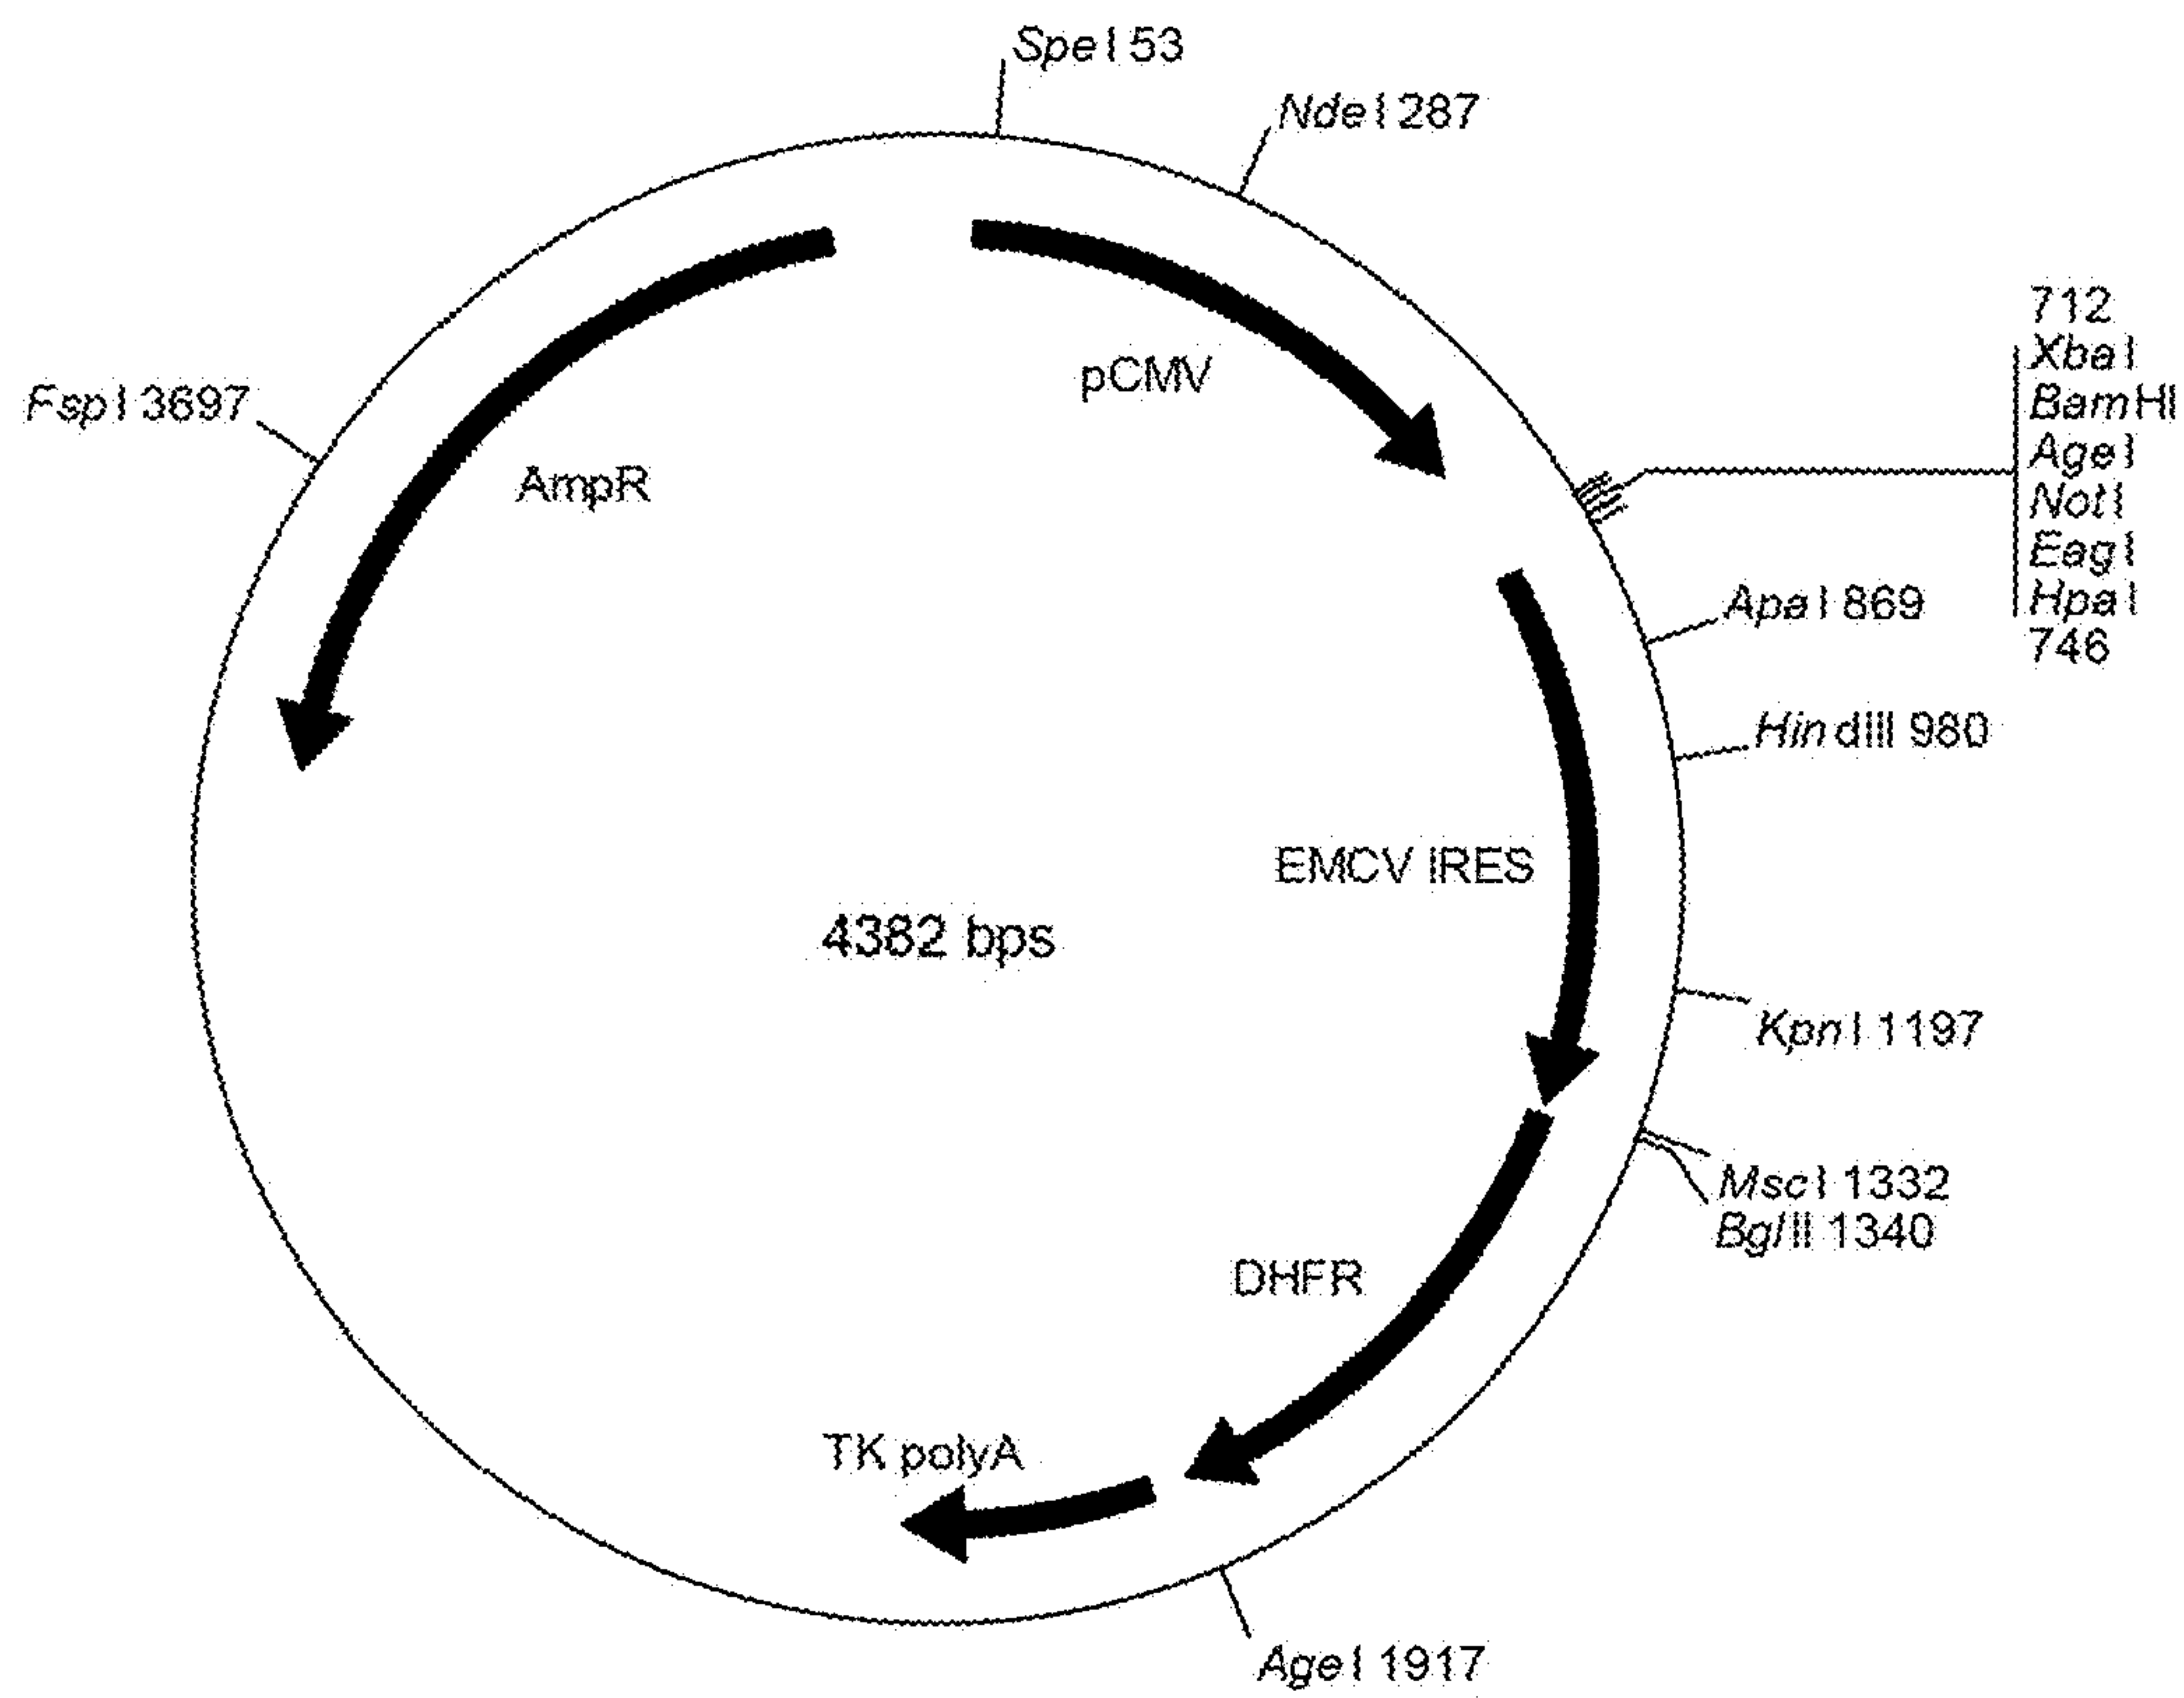 SpeI 53
NdeI 287
712
XbaI
BamHI
AgeI
NotI
EagI
HpaI
746
FspI 3697
pCMV
AmpR
ApaI 869
HindIII 980
EMCV IRES
4382 bps
KpnI 1197
MscI 1332
BglII 1340
DHFR
TK polyA
AgeI 1917